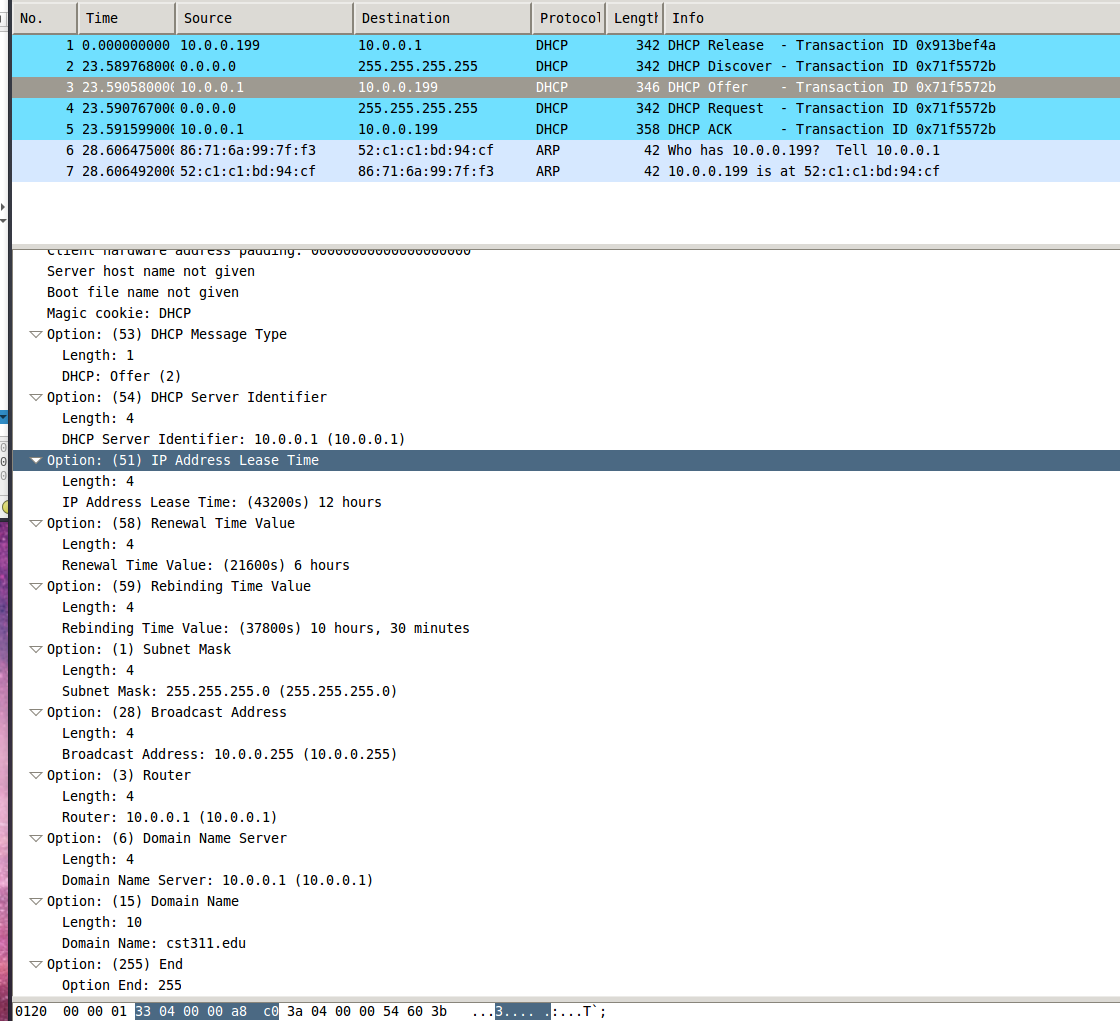 No. Time Source Destination Protocol Length Info
1 0.000000000 10.0.0.199 10.0.0.1 DHCP 342 DHCP Release - Transaction ID 0x913bef4a
2 23.589768000 0.0.0.0 255.255.255.255 DHCP 342 DHCP Discover - Transaction ID 0x71f5572b
3 23.590580000 10.0.0.1 10.0.0.199 DHCP 346 DHCP Offer - Transaction ID 0x71f5572b
4 23.590767000 0.0.0.0 255.255.255.255 DHCP 342 DHCP Request - Transaction ID 0x71f5572b
5 23.591599000 10.0.0.1 10.0.0.199 DHCP 358 DHCP ACK - Transaction ID 0x71f5572b
6 28.606475000 86:71:6a:99:7f:f3 52:c1:c1:bd:94:cf ARP 42 Who has 10.0.0.199? Tell 10.0.0.1
7 28.606492000 52:c1:c1:bd:94:cf 86:71:6a:99:7f:f3 ARP 42 10.0.0.199 is at 52:c1:c1:bd:94:cf
Client hardware address padding: 00000000000000000000
Server host name not given
Boot file name not given
Magic cookie: DHCP
Option: (53) DHCP Message Type
Length: 1
DHCP: Offer (2)
Option: (54) DHCP Server Identifier
Length: 4
DHCP Server Identifier: 10.0.0.1 (10.0.0.1)
Option: (51) IP Address Lease Time
Length: 4
IP Address Lease Time: (43200s) 12 hours
Option: (58) Renewal Time Value
Length: 4
Renewal Time Value: (21600s) 6 hours
Option: (59) Rebinding Time Value
Length: 4
Rebinding Time Value: (37800s) 10 hours, 30 minutes
Option: (1) Subnet Mask
Length: 4
Subnet Mask: 255.255.255.0 (255.255.255.0)
Option: (28) Broadcast Address
Length: 4
Broadcast Address: 10.0.0.255 (10.0.0.255)
Option: (3) Router
Length: 4
Router: 10.0.0.1 (10.0.0.1)
Option: (6) Domain Name Server
Length: 4
Domain Name Server: 10.0.0.1 (10.0.0.1)
Option: (15) Domain Name
Length: 10
Domain Name: cst311.edu
Option: (255) End
Option End: 255
0120 00 00 01 33 04 00 00 a8 c0 3a 04 00 00 54 60 3b ...3.... .:...T`;